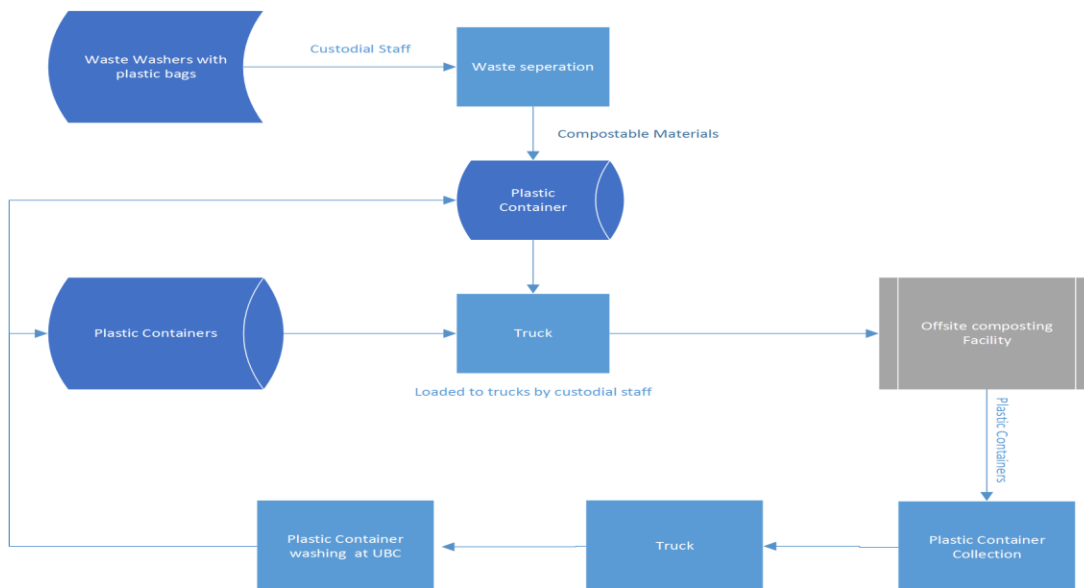 Waste Washers with
plastic bags
Custodial Staff
Waste seperation
Compostable Materials
Plastic
Container
Plastic Containers
Truck
Offsite composting
Facility
Loaded to trucks by custodial staff
Plastic Containers
Plastic Container
washing at UBC
Truck
Plastic Container
Collection